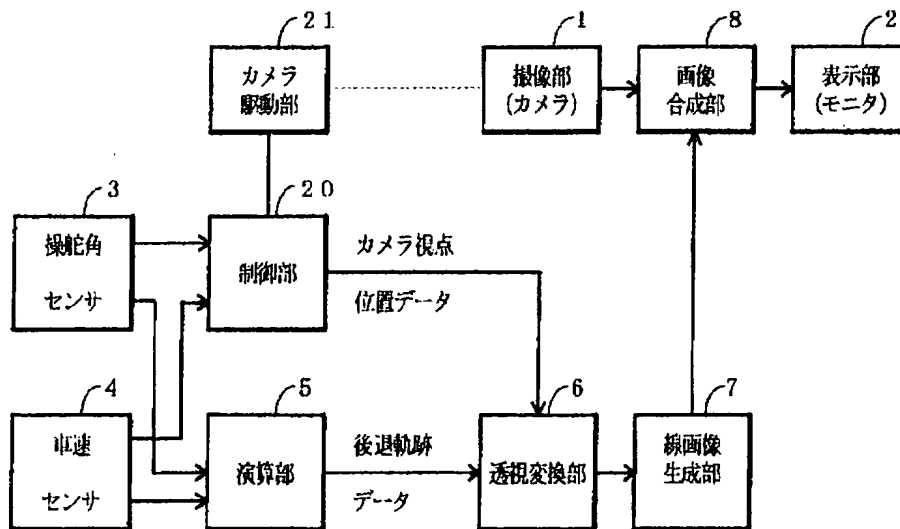 21
1
8
2
カメラ
駆動部
撮像部
(カメラ)
画像
合成部
表示部
(モニタ)
3
20
操舵角
センサ
制御部
カメラ視点
位置データ
4
5
6
7
車速
センサ
演算部
後退軌跡
データ
透視変換部
線画像
生成部